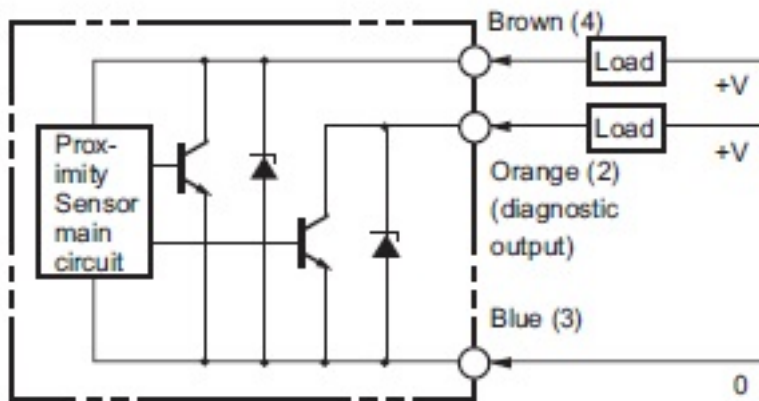 Brown (4)
Load
+V
Load
+V
Prox-
imity
Sensor
main
circuit
Orange (2)
(diagnostic
output)
Blue (3)
0